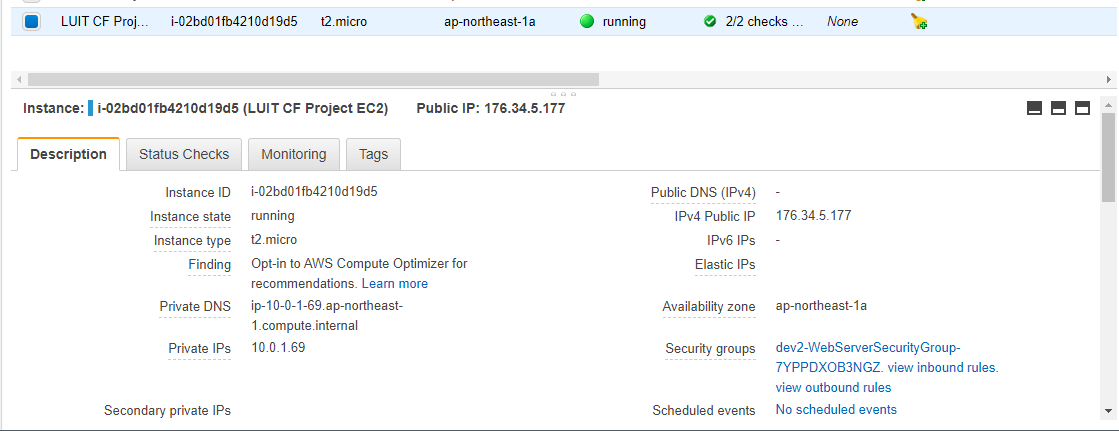 LUIT CF Proj... i-02bd01fb4210d19d5 t2.micro ap-northeast-1a running 2/2 checks ... None
Instance: i-02bd01fb4210d19d5 (LUIT CF Project EC2) Public IP: 176.34.5.177
Description Status Checks Monitoring Tags
Instance ID i-02bd01fb4210d19d5 Public DNS (IPv4) -
Instance state running IPv4 Public IP 176.34.5.177
Instance type t2.micro IPv6 IPs -
Finding Opt-in to AWS Compute Optimizer for Elastic IPs
recommendations. Learn more
Private DNS ip-10-0-1-69.ap-northeast- Availability zone ap-northeast-1a
1.compute.internal
Private IPs 10.0.1.69 Security groups dev2-WebServerSecurityGroup-
7YPPDXOB3NGZ. view inbound rules.
view outbound rules
Secondary private IPs Scheduled events No scheduled events